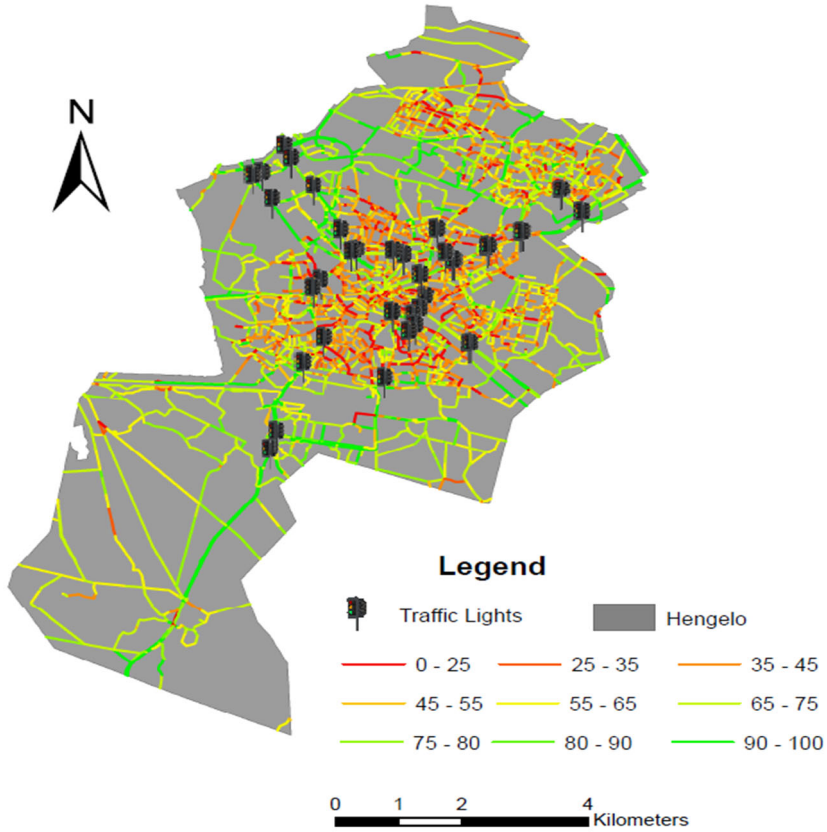 N
Legend
Traffic Lights Hengelo
0 - 25 25 - 35 35 - 45
45 - 55 55 - 65 65 - 75
75 - 80 80 - 90 90 - 100
0 1 2 4
Kilometers